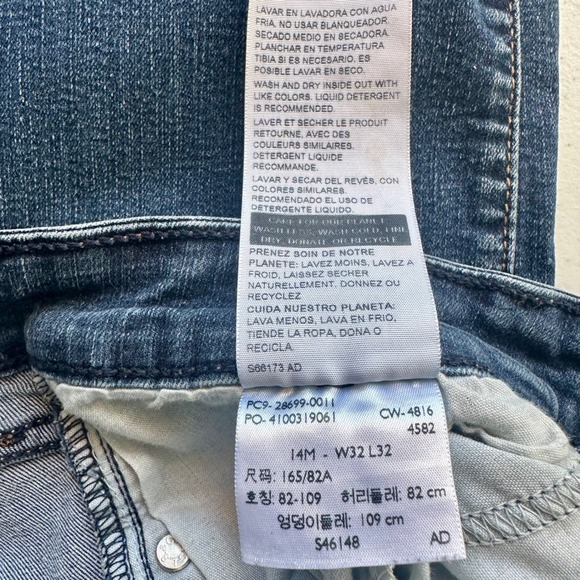 LAVAR EN LAVADORA CON AGUA
FRIA. NO USAR BLANQUEADOR.
SECADO MEDIO EN SECADORA.
PLANCHAR EN TEMPERATURA
TIBIA SI ES NECESARIO. ES
POSIBLE LAVAR EN SECO.
WASH AND DRY INSIDE OUT WITH
LIKE COLORS. LIQUID DETERGENT
IS RECOMMENDED.
LAVER ET SÉCHER LE PRODUIT
RETOURNE, AVEC DES
COULEURS SIMILAIRES.
DETERGENT LIQUIDE
RECOMMANDE.
LAVAR Y SECAR DEL REVÉS, CON
COLORES SIMILARES.
RECOMENDADO EL USO DE
DETERGENTE LIQUIDO.
CARE FOR OUR PLANET
WASH LESS, WASH COLD, LINE
DRY, DONATE OR RECYCLE
PRENEZ SOIN DE NOTRE
PLANETE: LAVEZ MOINS, LAVEZ A
FROID, LAISSEZ SECHER
NATURELLEMENT. DONNEZ OU
RECYCLEZ
CUIDA NUESTRO PLANETA:
LAVA MENOS, LAVA EN FRIO,
TIENDE LA ROPA, DONA O
RECICLA.
S66173 AD
PC9- 28699-0011
PO- 4100319061 CW- 4816
4582
14M - W32 L32
尺码: 165/82A
호칭: 82-109 허리둘레: 82 cm
엉덩이둘레: 109 cm
S46148 AD